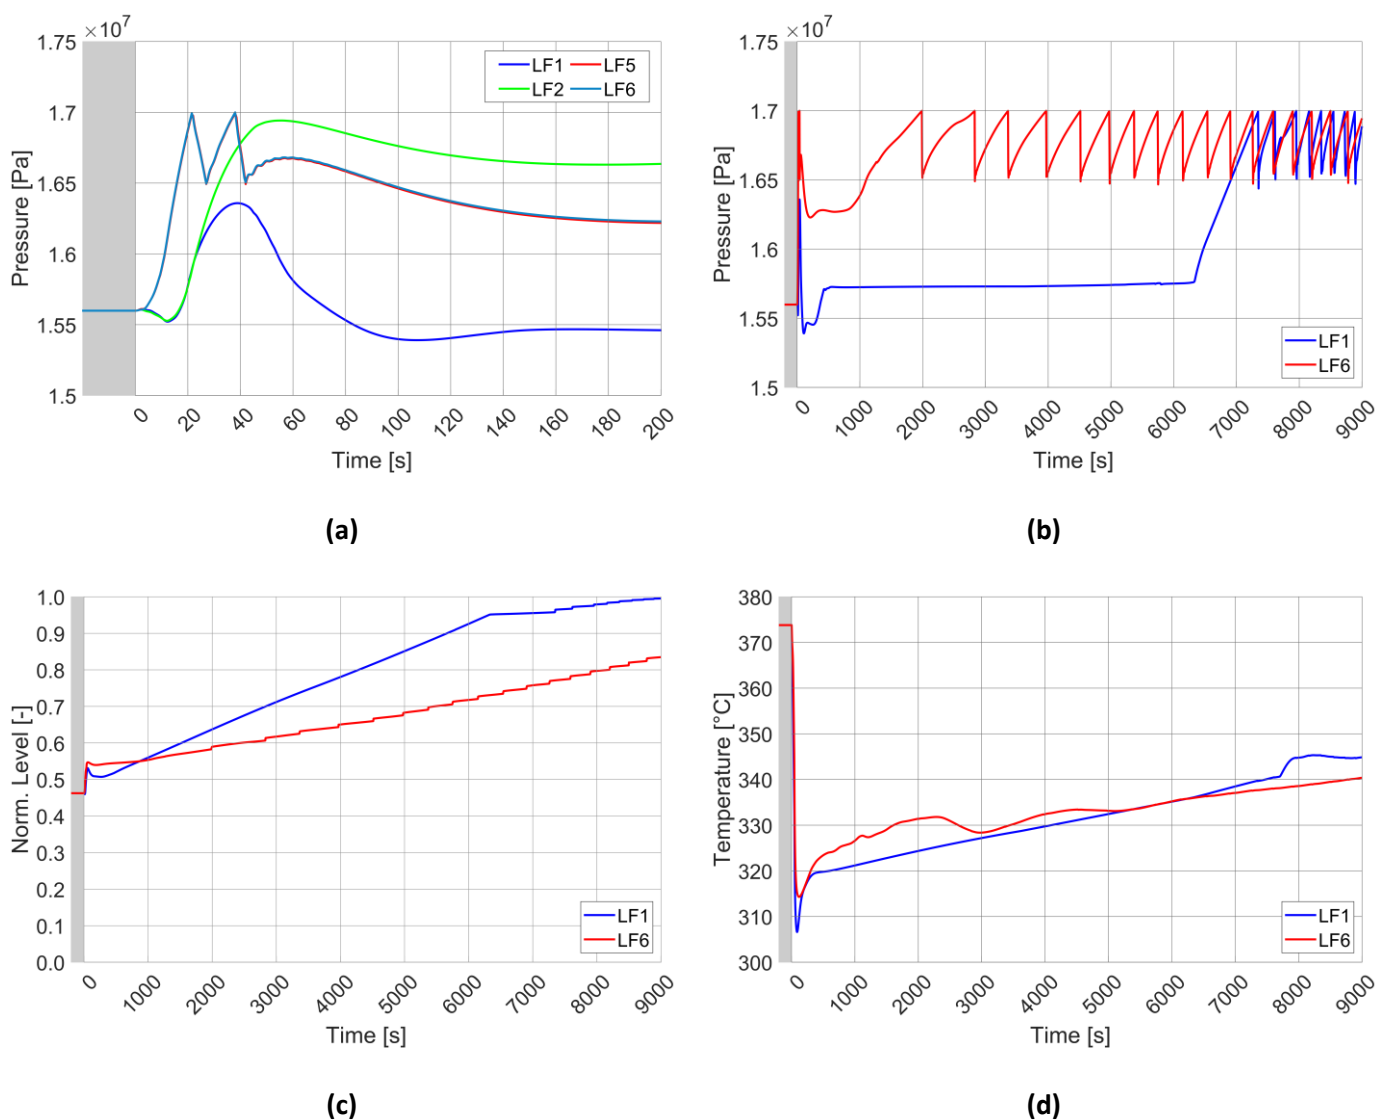 ×10⁷
1.75
1.7
1.65
1.6
1.55
1.5
Pressure [Pa]
LF1 LF5
LF2 LF6
0 20 40 60 80 100 120 140 160 180 200
Time [s]
(a)
×10⁷
1.75
1.7
1.65
1.6
1.55
1.5
Pressure [Pa]
LF1
LF6
0 1000 2000 3000 4000 5000 6000 7000 8000 9000
Time [s]
(b)
1.0
0.9
0.8
0.7
0.6
0.5
0.4
0.3
0.2
0.1
0.0
Norm. Level [-]
LF1
LF6
0 1000 2000 3000 4000 5000 6000 7000 8000 9000
Time [s]
(c)
380
370
360
350
340
330
320
310
300
Temperature [°C]
LF1
LF6
0 1000 2000 3000 4000 5000 6000 7000 8000 9000
Time [s]
(d)